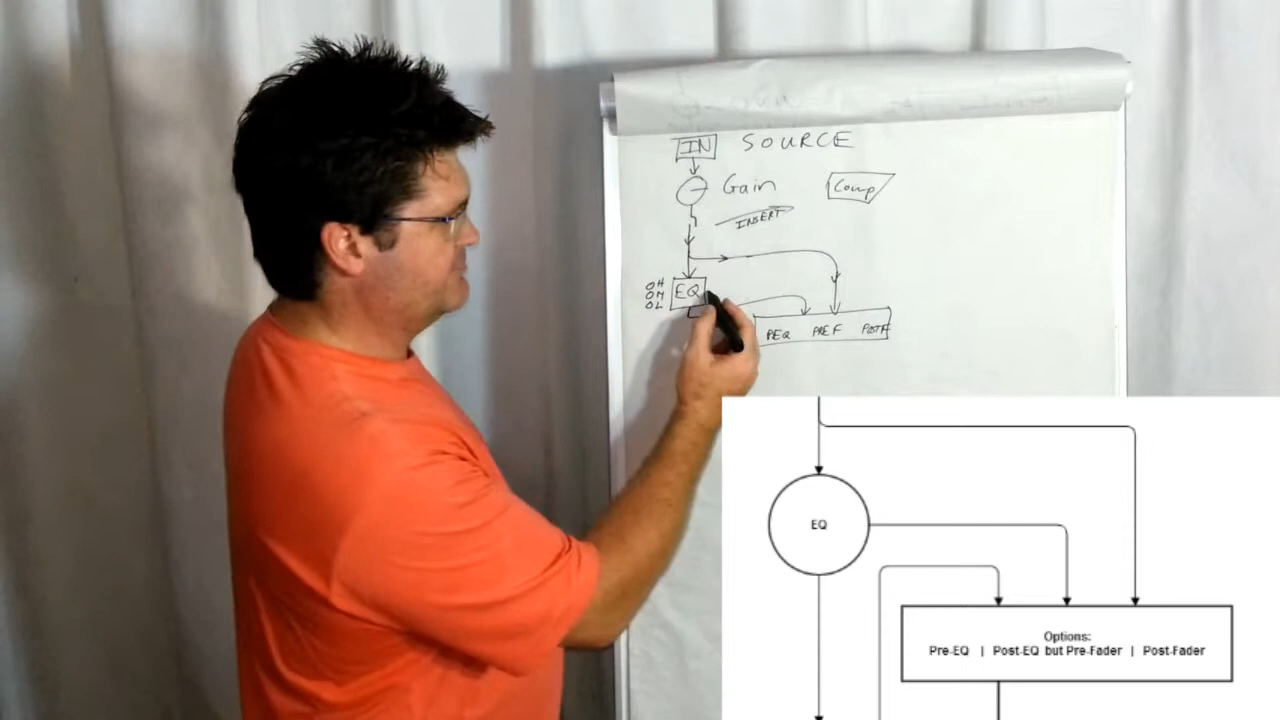 IN SOURCE
Gain
Comp
INSERT
OH
OM
OL
EQ
PEQ PREF POSTF
EQ
Options:
Pre-EQ | Post-EQ but Pre-Fader | Post-Fader